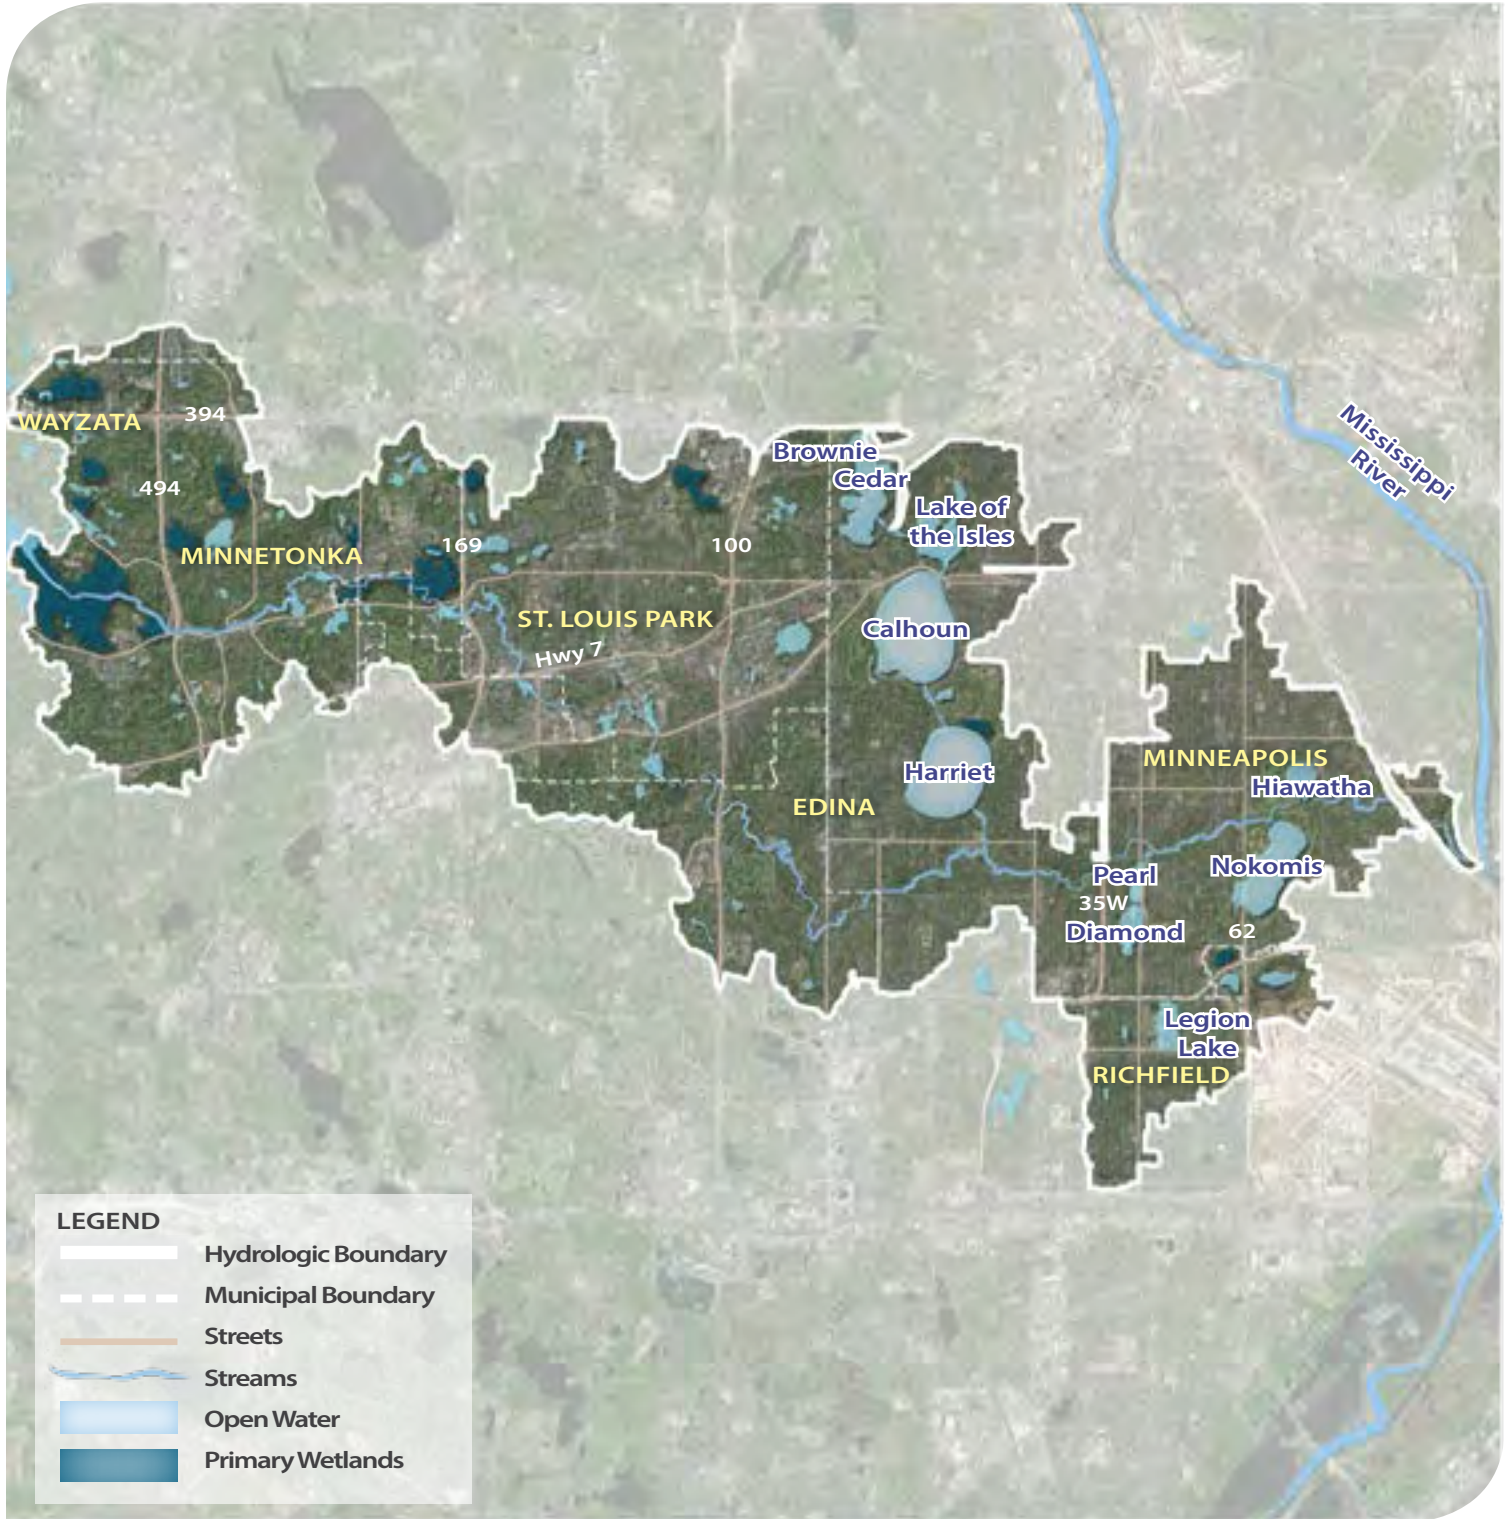 Mississippi
River
WAYZATA
394
494
Brownie
Cedar
Lake of
the Isles
MINNETONKA
169
100
ST. LOUIS PARK
Hwy 7
Calhoun
Harriet
MINNEAPOLIS
Hiawatha
EDINA
Nokomis
Pearl
35W
Diamond
62
Legion
Lake
RICHFIELD
LEGEND
Hydrologic Boundary
Municipal Boundary
Streets
Streams
Open Water
Primary Wetlands